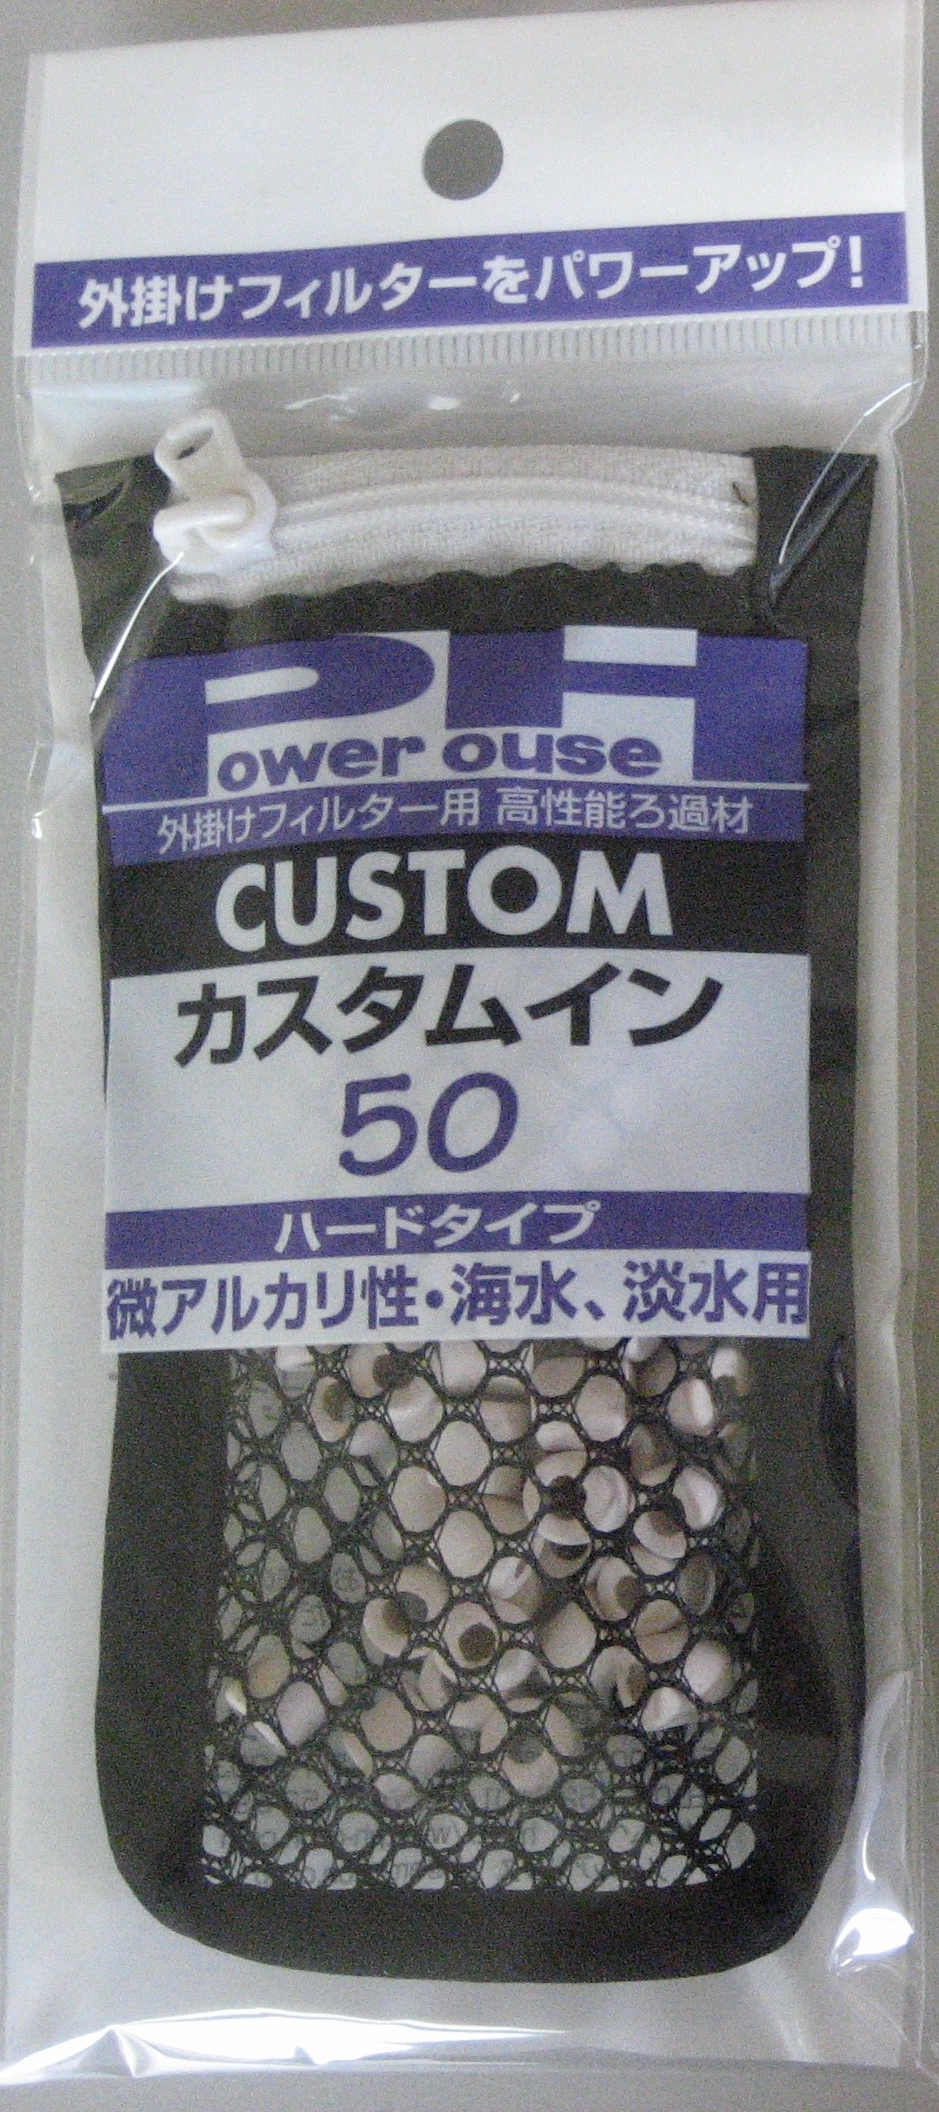 外掛けフィルターをパワーアップ!
PH
ower ouse
外掛けフィルター用 高性能ろ過材
CUSTOM
カスタムイン
50
ハードタイプ
微アルカリ性・海水、淡水用